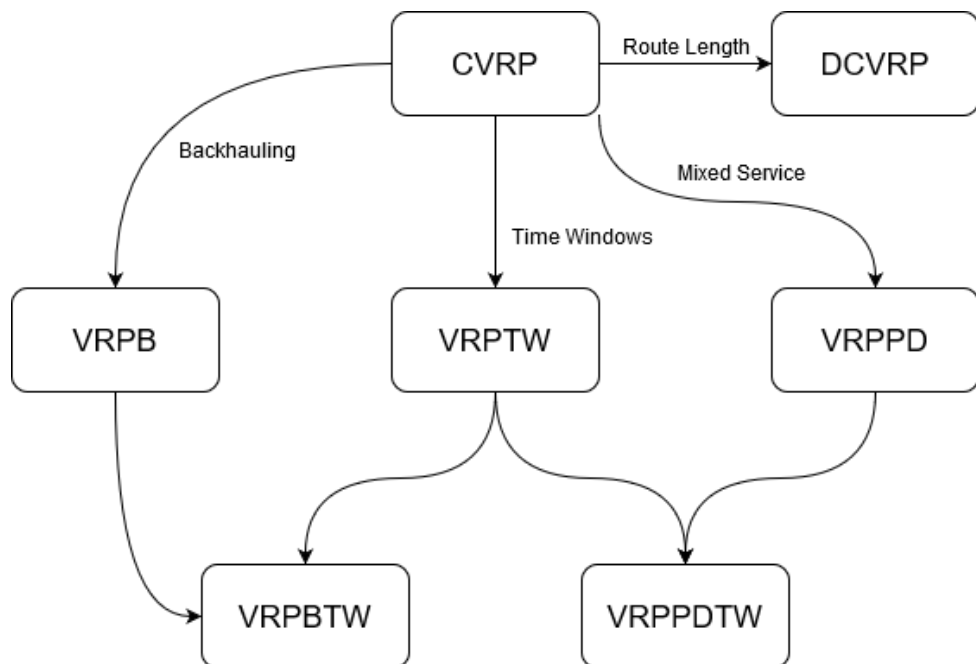 Route Length
CVRP
DCVRP
Backhauling
Mixed Service
Time Windows
VRPB
VRPTW
VRPPD
VRPBTW
VRPPDTW